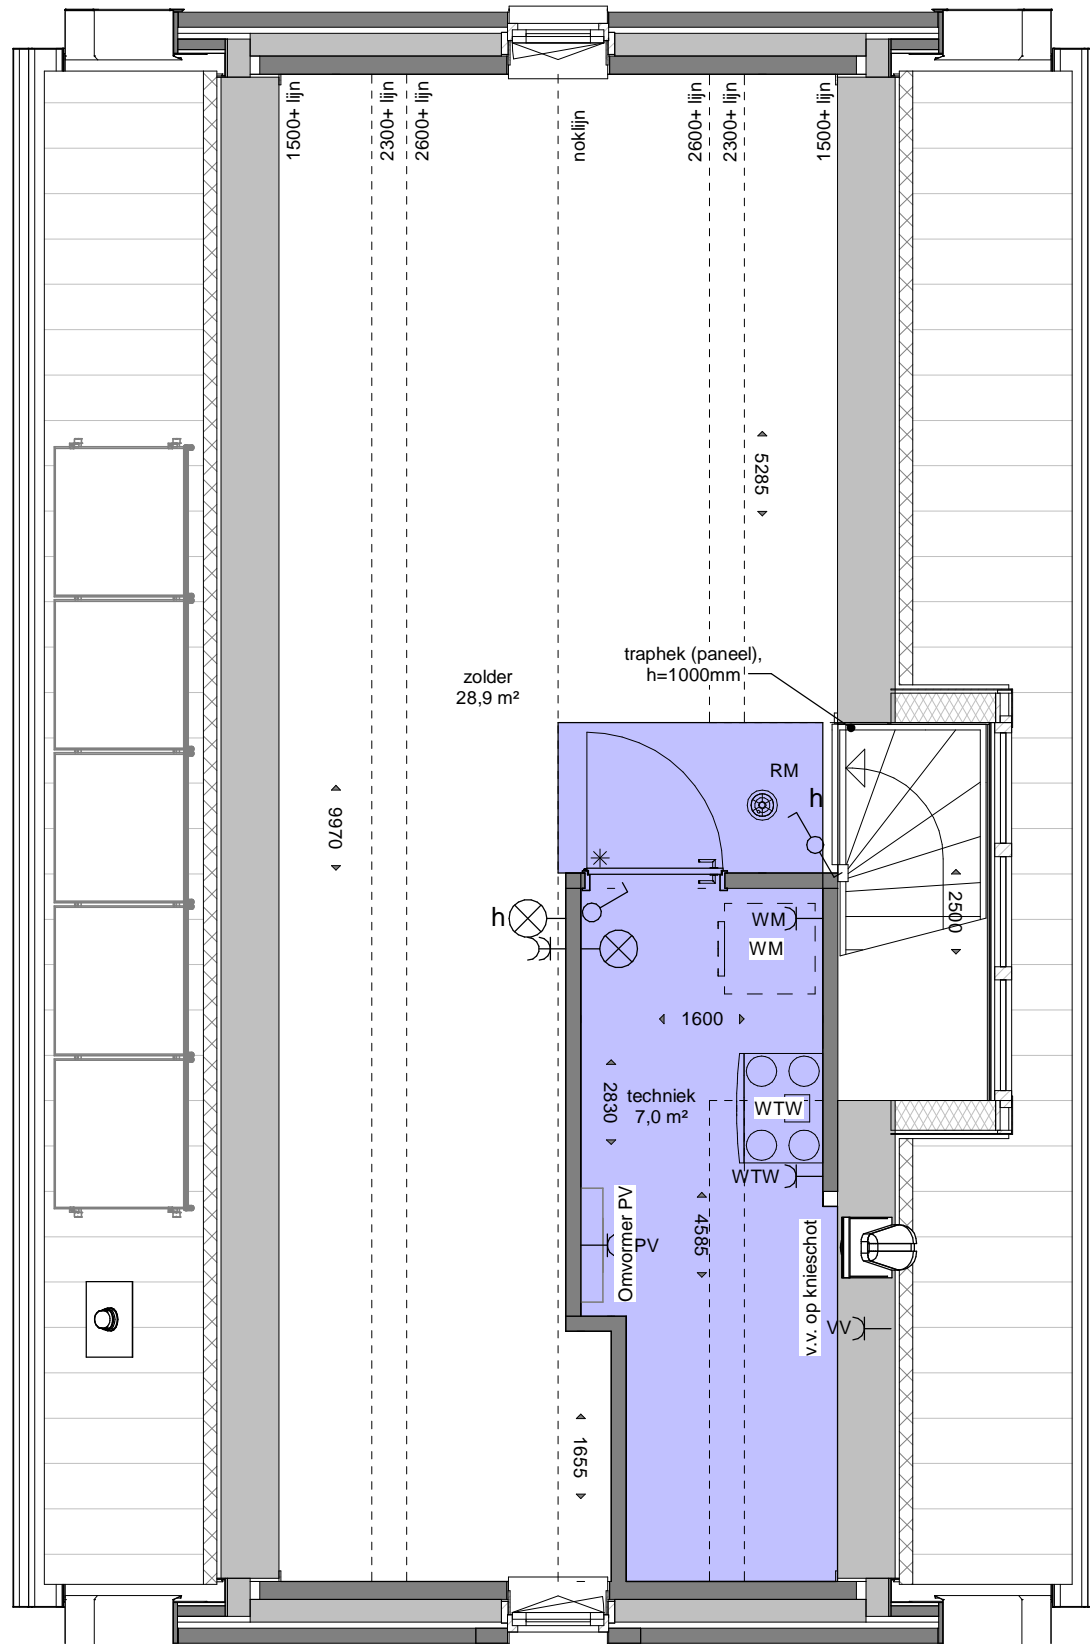 1500+ lijn
2300+ lijn
2600+ lijn
noklijn
2600+ lijn
2300+ lijn
1500+ lijn
5285
traphek (paneel),
h=1000mm
zolder
28,9 m²
RM
h
9970
2500
h
WM
WM
1600
2830
techniek
7,0 m²
WTW
WTW
4585
Omvormer PV
PV
v.v. op knieschot
VV
1655